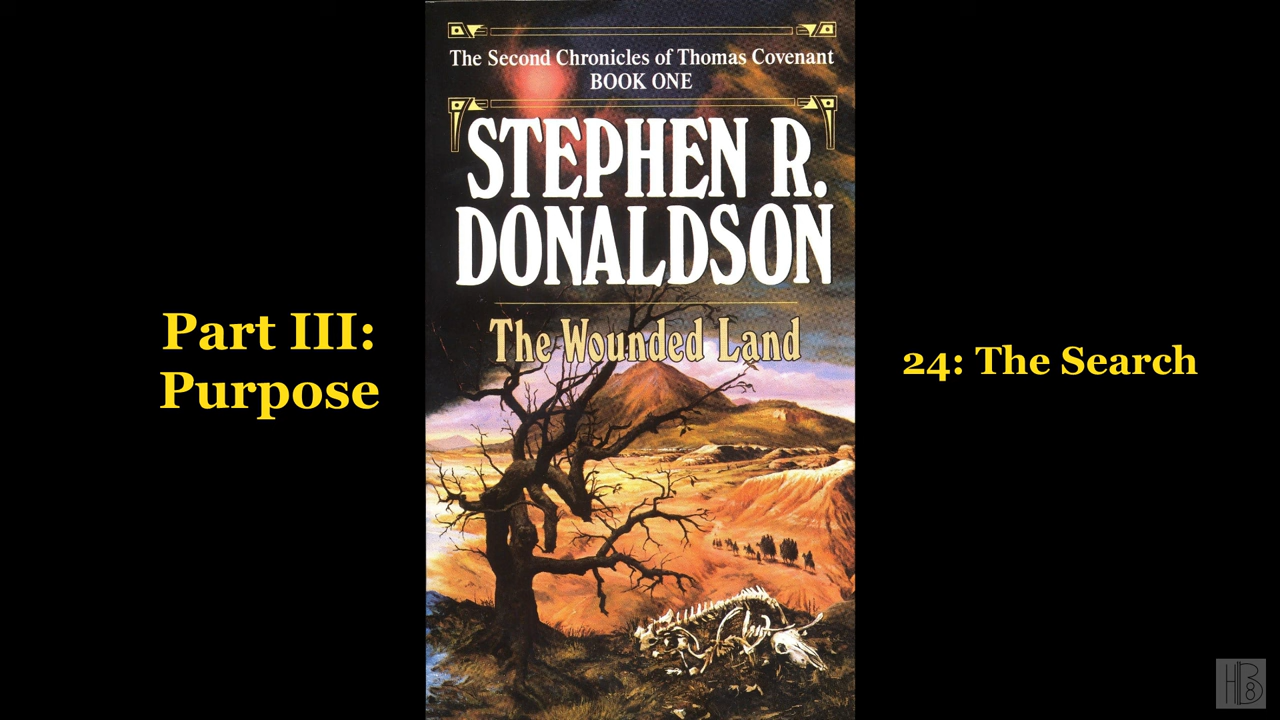 Part III:
Purpose
The Second Chronicles of Thomas Covenant
BOOK ONE
STEPHEN R.
DONALDSON
The Wounded Land
24: The Search